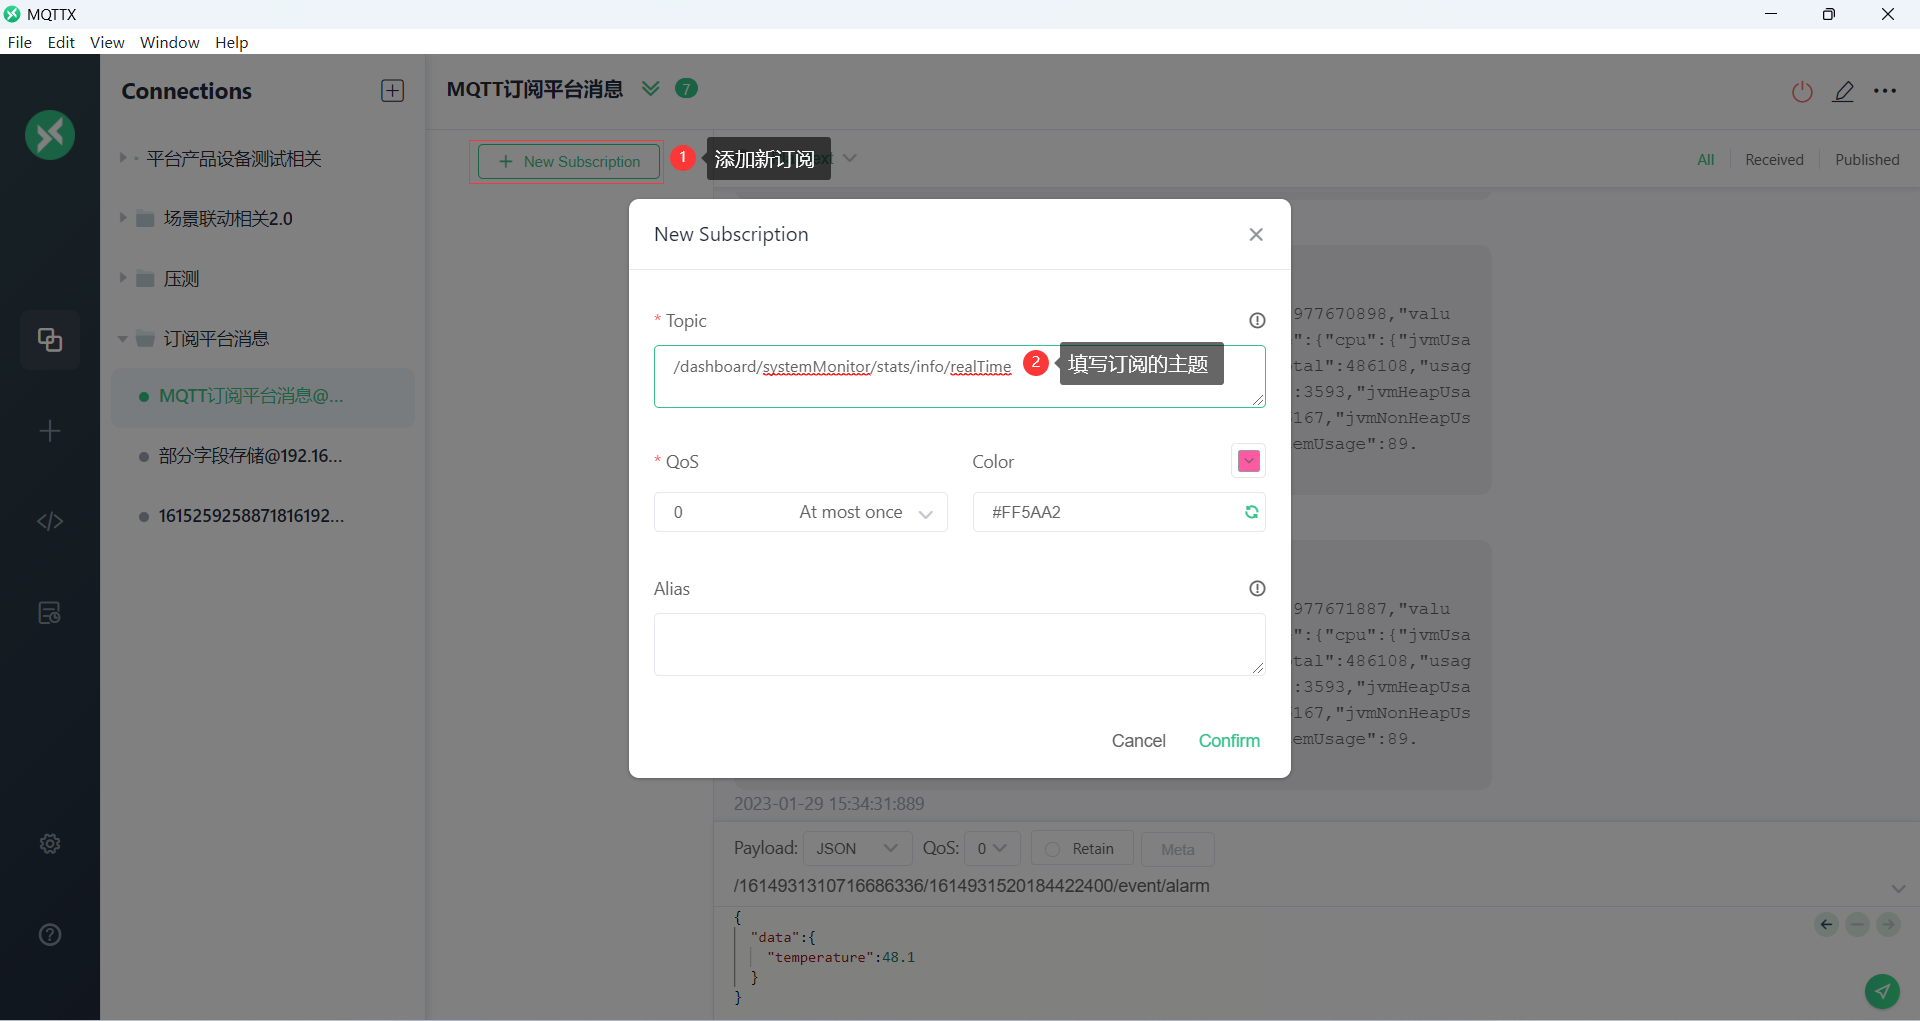 MQTTX
File Edit View Window Help
Connections
MQTT订阅平台消息 7
平台产品设备测试相关
场景联动相关2.0
压测
订阅平台消息
MQTT订阅平台消息@...
部分字段存储@192.16...
1615259258871816192...
New Subscription
1
添加新订阅
All Received Published
New Subscription
* Topic
/dashboard/systemMonitor/stats/info/realTime
2
填写订阅的主题
* QoS
Color
0 At most once
#FF5AA2
Alias
Cancel Confirm
977670898,"valu
":{"cpu":{"jvmUsa
tal":486108,"usag
:3593,"jvmHeapUsa
167,"jvmNonHeapUs
emUsage":89.
977671887,"valu
":{"cpu":{"jvmUsa
tal":486108,"usag
:3593,"jvmHeapUsa
167,"jvmNonHeapUs
emUsage":89.
2023-01-29 15:34:31:889
Payload: JSON QoS: 0 Retain Meta
/1614931310716686336/1614931520184422400/event/alarm
{
"data":{
"temperature":48.1
}
}